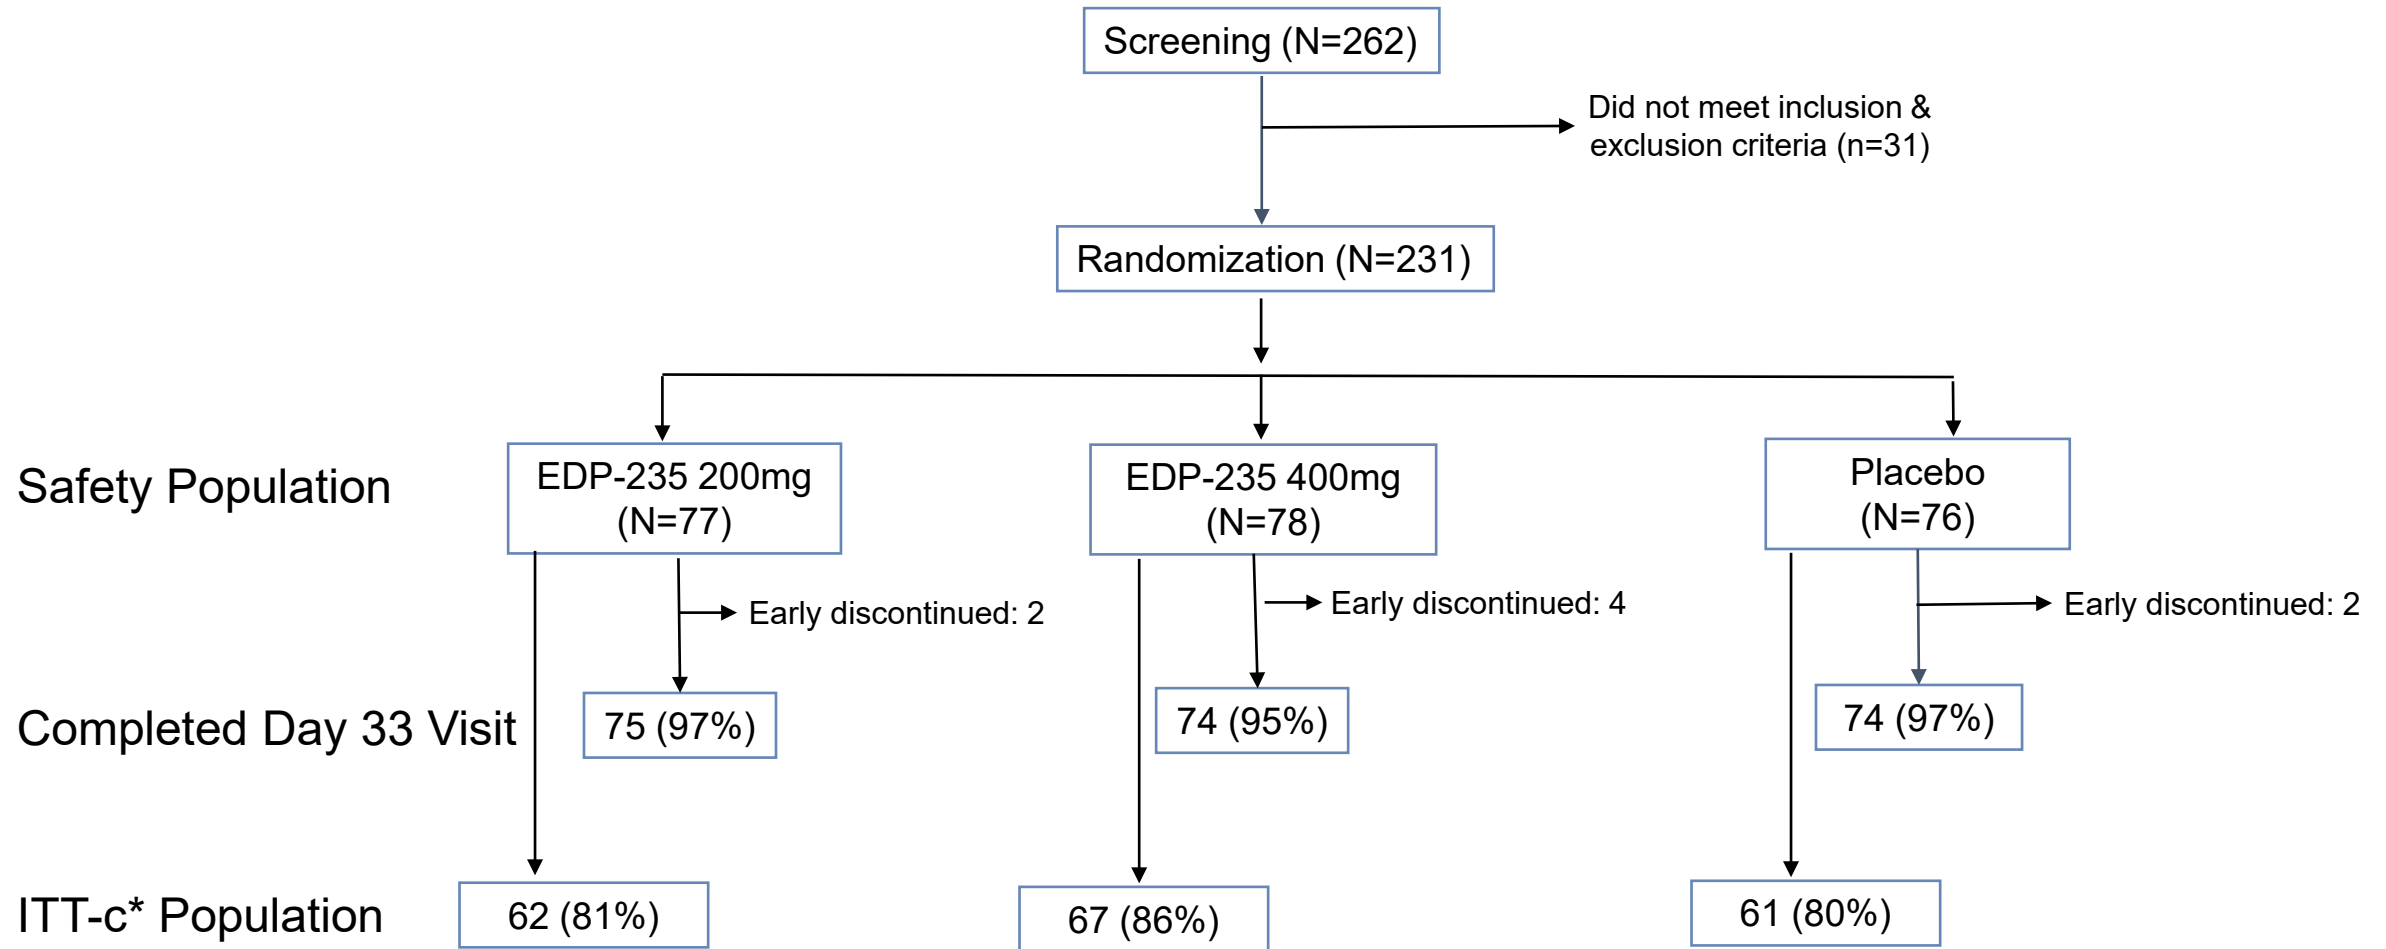 Screening (N=262)
Did not meet inclusion &
exclusion criteria (n=31)
Randomization (N=231)
Safety Population
EDP-235 200mg
(N=77)
EDP-235 400mg
(N=78)
Placebo
(N=76)
Early discontinued: 2
Early discontinued: 4
Early discontinued: 2
Completed Day 33 Visit
75 (97%)
74 (95%)
74 (97%)
ITT-c* Population
62 (81%)
67 (86%)
61 (80%)